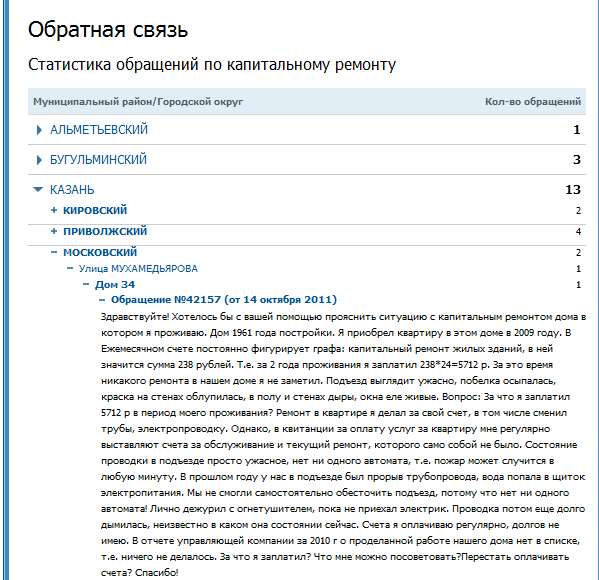 Обратная связь
Статистика обращений по капитальному ремонту
Муниципальный район/Городской округ Кол-во обращений
АЛЬМЕТЬЕВСКИЙ 1
БУГУЛЬМИНСКИЙ 3
КАЗАНЬ 13
КИРОВСКИЙ 2
ПРИВОЛЖСКИЙ 4
МОСКОВСКИЙ 2
Улица МУХАМЕДЬЯРОВА 1
Дом 34 1
Обращение №42157 (от 14 октября 2011)
Здравствуйте! Хотелось бы с вашей помощью прояснить ситуацию с капитальным ремонтом дома в
котором я проживаю. Дом 1961 года постройки. Я приобрел квартиру в этом доме в 2009 году. В
Ежемесячном счете постоянно фигурирует графа: капитальный ремонт жилых зданий, в ней
значится сумма 238 рублей. Т.е. за 2 года проживания я заплатил 238*24=5712 р. За это время
никакого ремонта в нашем доме я не заметил. Подъезд выглядит ужасно, побелка осыпалась,
краска на стенах облупилась, в полу и стенах дыры, окна еле живые. Вопрос: За что я заплатил
5712 р в период моего проживания? Ремонт в квартире я делал за свой счет, в том числе сменил
трубы, электропроводку. Однако, в квитанции за оплату услуг за квартиру мне регулярно
выставляют счета за обслуживание и текущий ремонт, которого само собой не было. Состояние
проводки в подъезде просто ужасное, нет ни одного автомата, т.е. пожар может случится в
любую минуту. В прошлом году у нас в подъезде был прорыв трубопровода, вода попала в щиток
электропитания. Мы не смогли самостоятельно обесточить подъезд, потому что нет ни одного
автомата! Лично дежурил с огнетушителем, пока не приехал электрик. Проводка потом еще долго
дымилась, неизвестно в каком она состоянии сейчас. Счета я оплачиваю регулярно, долгов не
имею. В отчете управляющей компании за 2010 г о проделанной работе нашего дома нет в списке,
т.е. ничего не делалось. За что я заплатил? Что мне можно посоветовать?Перестать оплачивать
счета? Спасибо!